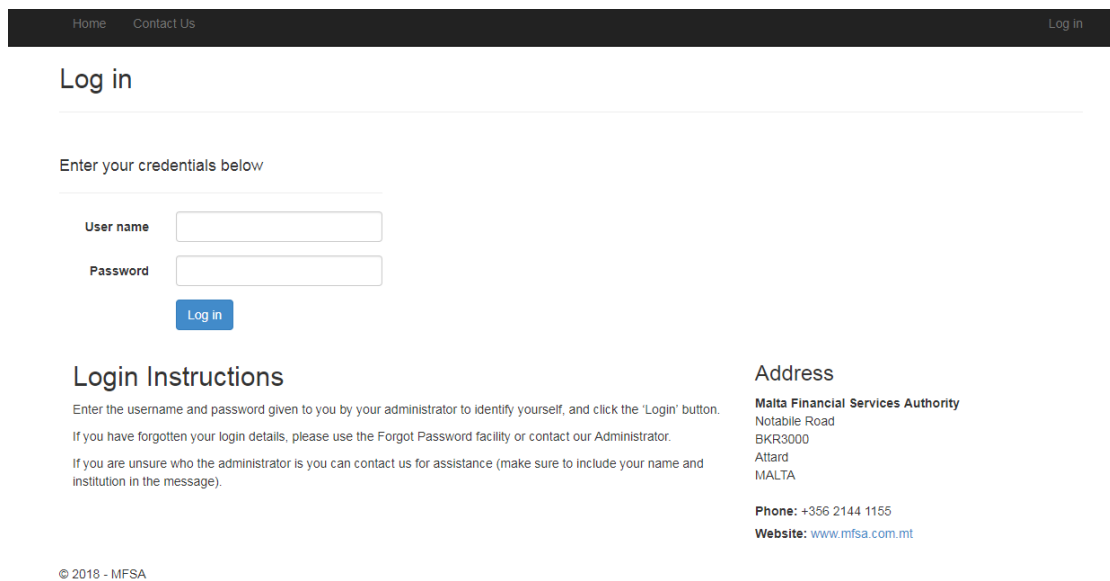 Home Contact Us Log in
Log in
Enter your credentials below
User name
Password
Log in
Login Instructions
Enter the username and password given to you by your administrator to identify yourself, and click the ‘Login’ button.
If you have forgotten your login details, please use the Forgot Password facility or contact our Administrator.
If you are unsure who the administrator is you can contact us for assistance (make sure to include your name and
institution in the message).
Address
Malta Financial Services Authority
Notabile Road
BKR3000
Attard
MALTA
Phone: +356 2144 1155
Website: www.mfsa.com.mt
© 2018 - MFSA